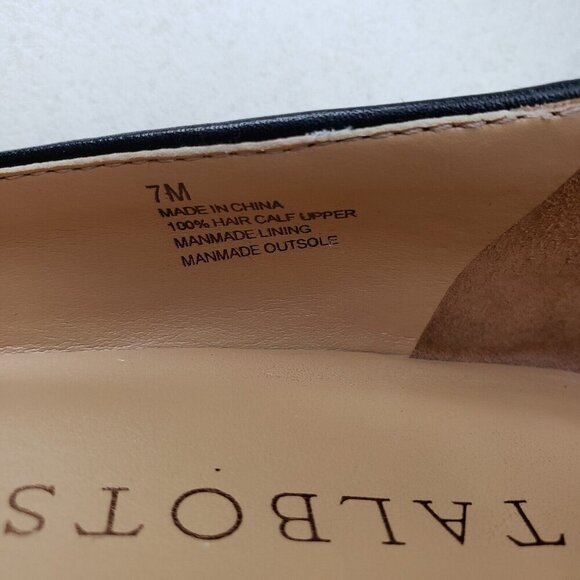 7M
MADE IN CHINA
100% HAIR CALF UPPER
MANMADE LINING
MANMADE OUTSOLE
TALBOTS